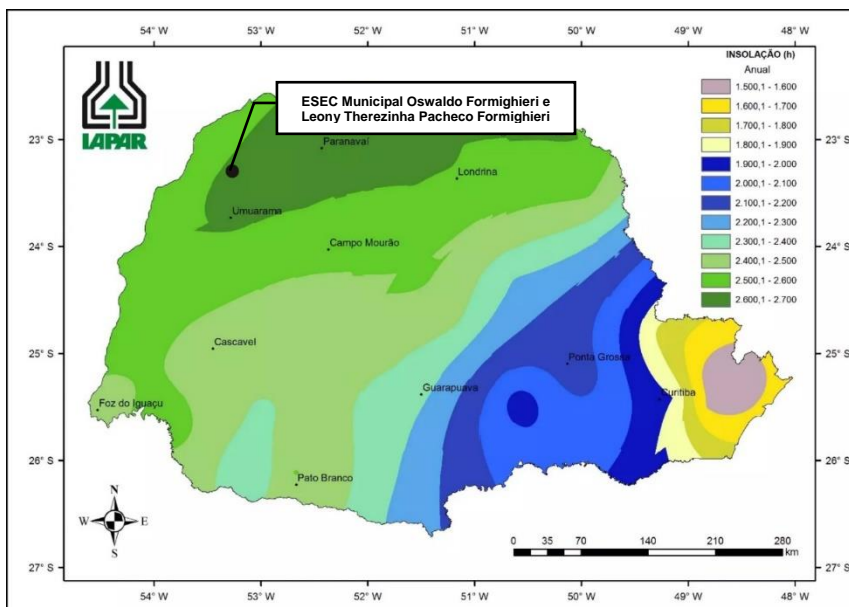 54° W
53° W
52° W
51° W
50° W
49° W
48° W
IAPAR
ESEC Municipal Oswaldo Formighieri e
Leony Therezinha Pacheco Formighieri
INSOLAÇÃO (h)
Anual
1.500,1 - 1.600
1.600,1 - 1.700
1.700,1 - 1.800
1.800,1 - 1.900
1.900,1 - 2.000
2.000,1 - 2.100
2.100,1 - 2.200
2.200,1 - 2.300
2.300,1 - 2.400
2.400,1 - 2.500
2.500,1 - 2.600
2.600,1 - 2.700
23° S
23° S
24° S
24° S
25° S
25° S
26° S
26° S
27° S
27° S
Paranavaí
Londrina
Umuarama
Campo Mourão
Cascavel
Ponta Grossa
Guarapuava
Curitiba
Foz do Iguaçu
Pato Branco
N
W
E
S
0 35 70 140 210 280
km
54° W
53° W
52° W
51° W
50° W
49° W
48° W